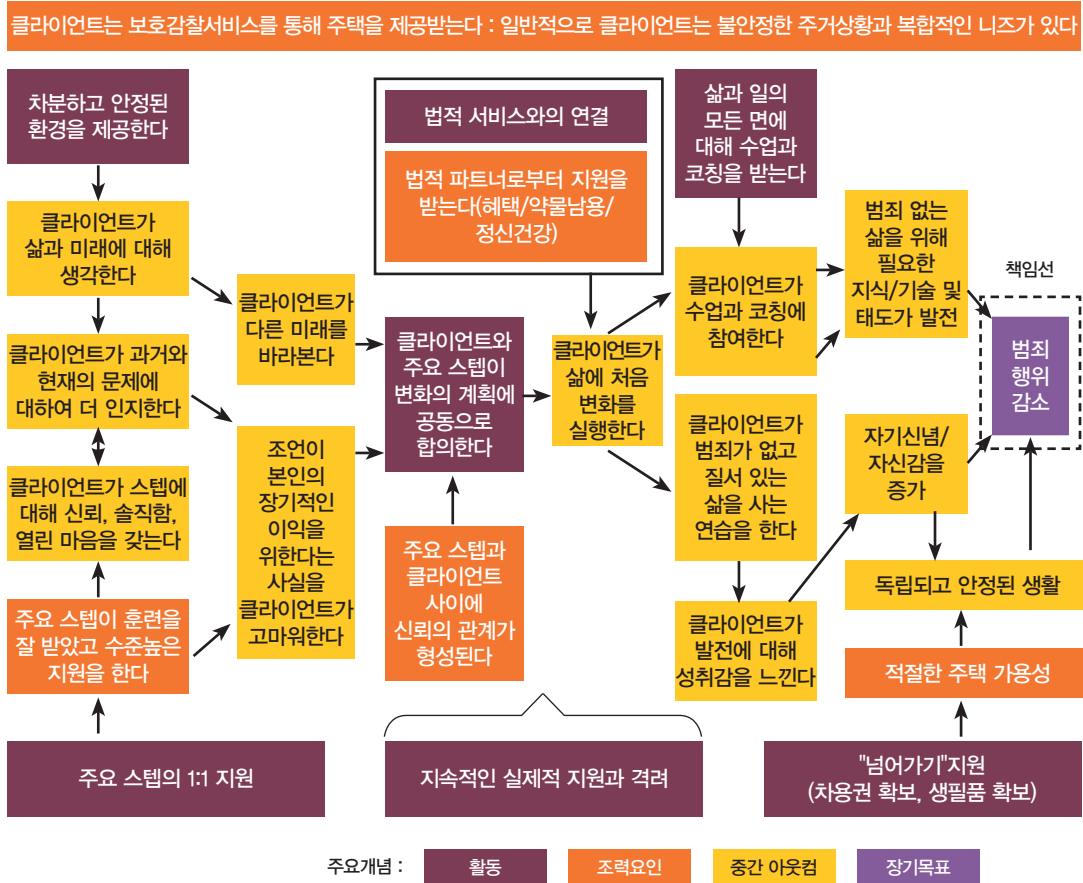 클라이언트는 보호감찰서비스를 통해 주택을 제공받는다 : 일반적으로 클라이언트는 불안정한 주거상황과 복합적인 니즈가 있다
차분하고 안정된
환경을 제공한다
클라이언트가
삶과 미래에 대해
생각한다
클라이언트가 과거와
현재의 문제에
대하여 더 인지한다
클라이언트가 스텝에
대해 신뢰, 솔직함,
열린 마음을 갖는다
주요 스텝이 훈련을
잘 받았고 수준높은
지원을 한다
주요 스텝의 1:1 지원
클라이언트가
다른 미래를
바라본다
조언이
본인의
장기적인
이익을
위한다는
사실을
클라이언트가
고마워한다
법적 서비스와의 연결
법적 파트너로부터 지원을
받는다(혜택/약물남용/
정신건강)
클라이언트와
주요 스텝이
변화의 계획에
공동으로
합의한다
주요 스텝과
클라이언트
사이에
신뢰의 관계가
형성된다
지속적인 실제적 지원과 격려
클라이언트가
삶에 처음
변화를
실행한다
삶과 일의
모든 면에
대해 수업과
코칭을 받는다
클라이언트가
수업과 코칭에
참여한다
클라이언트가
범죄가 없고
질서 있는
삶을 사는
연습을 한다
클라이언트가
발전에 대해
성취감을 느낀다
범죄 없는
삶을 위해
필요한
지식/기술 및
태도가 발전
자기신념/
자신감을
증가
독립되고 안정된 생활
적절한 주택 가용성
"넘어가기"지원
(차용권 확보, 생필품 확보)
책임선
범죄
행위
감소
주요개념 :
활동
조력요인
중간 아웃컴
장기목표